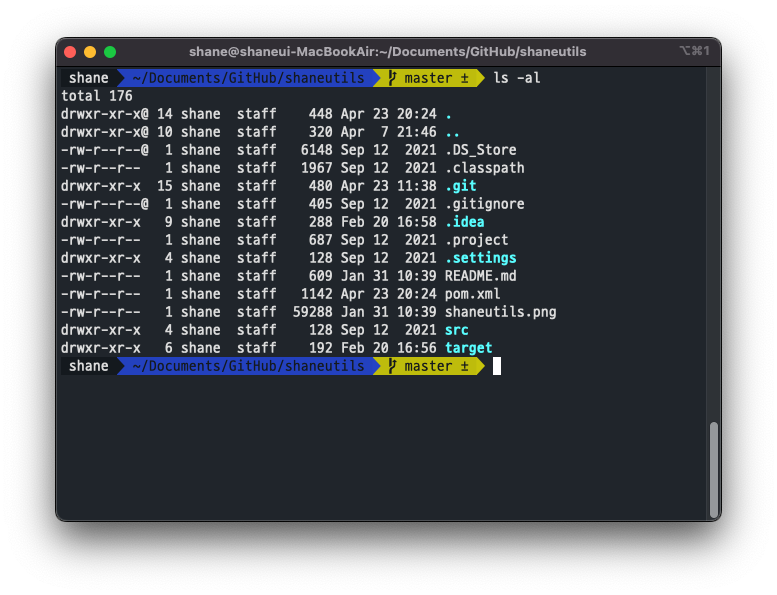 shane@shaneui-MacBookAir:~/Documents/GitHub/shaneutils ⌥⌘1
shane ~/Documents/GitHub/shaneutils master ± ls -al
total 176
drwxr-xr-x@ 14 shane  staff    448 Apr 23 20:24 .
drwxr-xr-x@ 10 shane  staff    320 Apr  7 21:46 ..
-rw-r--r--@  1 shane  staff   6148 Sep 12  2021 .DS_Store
-rw-r--r--   1 shane  staff   1967 Sep 12  2021 .classpath
drwxr-xr-x  15 shane  staff    480 Apr 23 11:38 .git
-rw-r--r--@  1 shane  staff    405 Sep 12  2021 .gitignore
drwxr-xr-x   9 shane  staff    288 Feb 20 16:58 .idea
-rw-r--r--   1 shane  staff    687 Sep 12  2021 .project
drwxr-xr-x   4 shane  staff    128 Sep 12  2021 .settings
-rw-r--r--   1 shane  staff    609 Jan 31 10:39 README.md
-rw-r--r--   1 shane  staff   1142 Apr 23 20:24 pom.xml
-rw-r--r--   1 shane  staff  59288 Jan 31 10:39 shaneutils.png
drwxr-xr-x   4 shane  staff    128 Sep 12  2021 src
drwxr-xr-x   6 shane  staff    192 Feb 20 16:56 target
shane ~/Documents/GitHub/shaneutils master ±